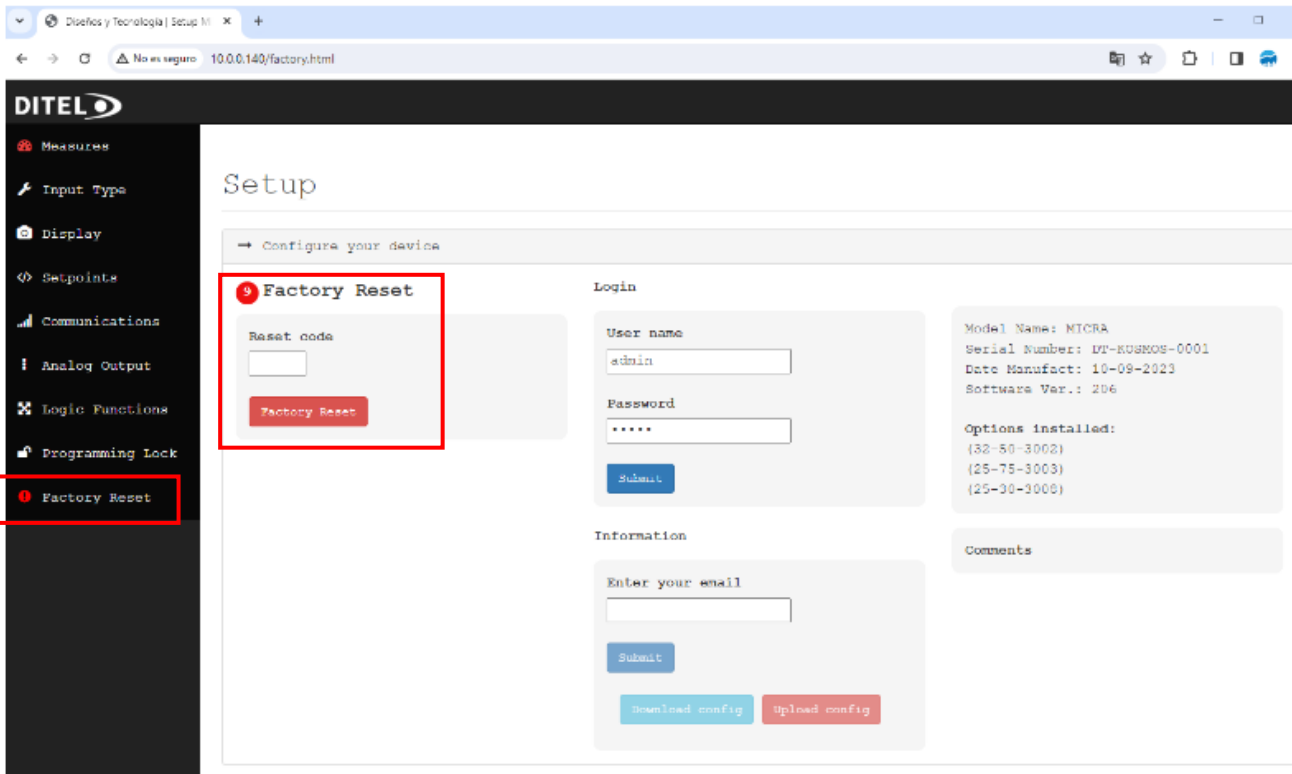 Diseños y Tecnología | Setup M
No es seguro
10.0.0.140/factory.html
DITEL
Measures
Input Type
Display
Setpoints
Communications
Analog Output
Logic Functions
Programming Lock
Factory Reset
Setup
Configure your device
9 Factory Reset
Reset code
Factory Reset
Login
User name
admin
Password
•••••
Submit
Information
Enter your email
Submit
Download config
Upload config
Model Name: MICRA
Serial Number: DT-KOSMOS-0001
Date Manufact: 10-09-2023
Software Ver.: 206
Options installed:
(32-50-3002)
(25-75-3003)
(25-30-3008)
Comments